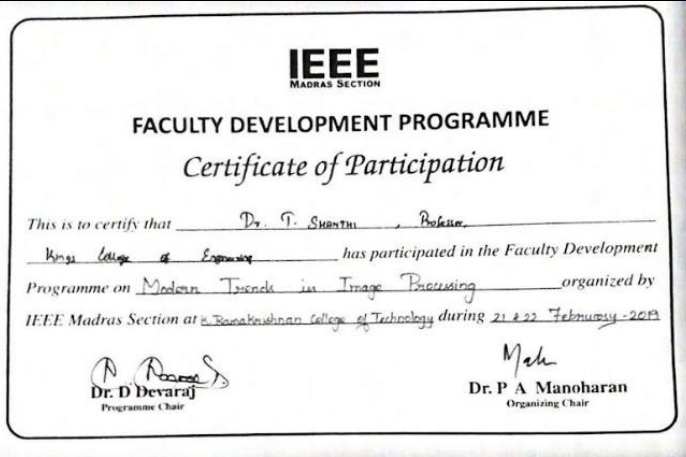 IEEE
MADRAS SECTION
FACULTY DEVELOPMENT PROGRAMME
Certificate of Participation
This is to certify that Dr. T. SHANTHI , Professor,
Kings College of Engineering has participated in the Faculty Development
Programme on Modern Trends in Image Processing organized by
IEEE Madras Section at K. Ramakrishnan College of Technology during 21 & 22 February -2019
Dr. D Devaraj
Programme Chair
Dr. P A Manoharan
Organizing Chair